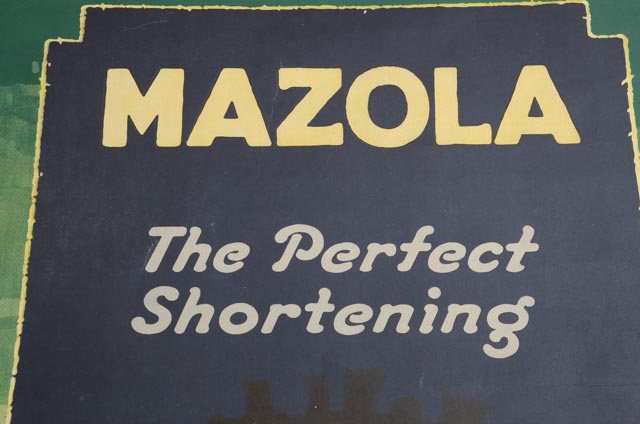 MAZOLA
The Perfect
Shortening